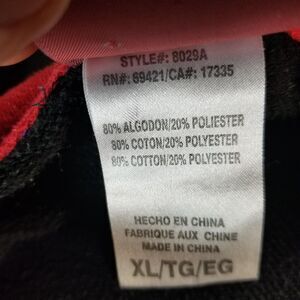 STYLE#: 8029A
RN#: 69421/CA#: 17335
80% ALGODON/20% POLIESTER
80% COTON/20% POLYESTER
80% COTTON/20% POLYESTER
HECHO EN CHINA
FABRIQUE AUX CHINE
MADE IN CHINA
XL/TG/EG